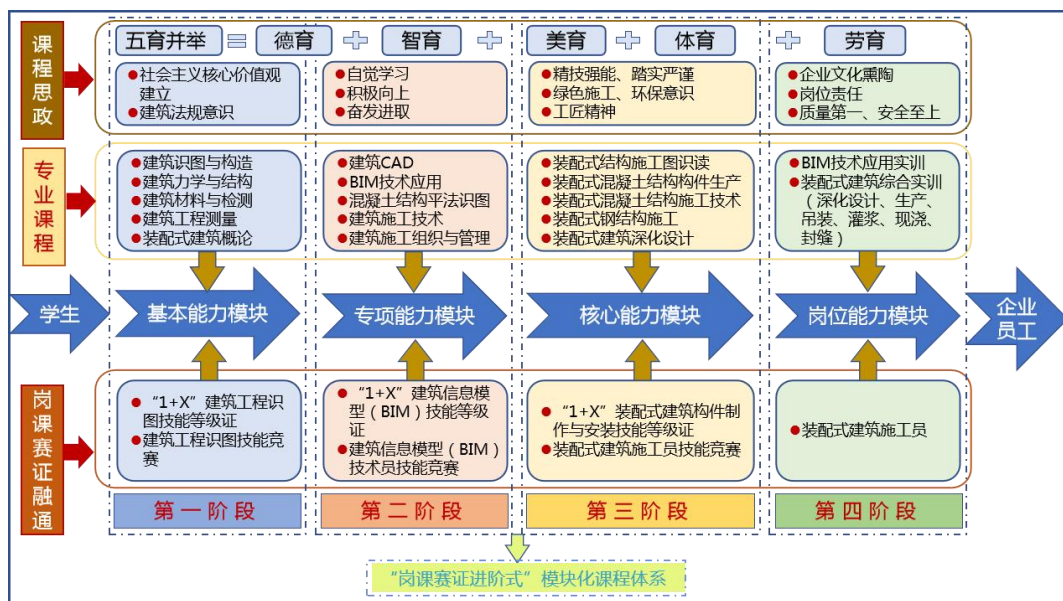 课程思政
五育并举 = 德育 + 智育 + 美育 + 体育 + 劳育
社会主义核心价值观
建立
建筑法规意识
自觉学习
积极向上
奋发进取
精技强能、踏实严谨
绿色施工、环保意识
工匠精神
企业文化熏陶
岗位责任
质量第一、安全至上
专业课程
建筑识图与构造
建筑力学与结构
建筑材料与检测
建筑工程测量
装配式建筑概论
建筑CAD
BIM技术应用
混凝土结构平法识图
建筑施工技术
建筑施工组织与管理
装配式结构施工图识读
装配式混凝土结构构件生产
装配式混凝土结构施工技术
装配式钢结构施工
装配式建筑深化设计
BIM技术应用实训
装配式建筑综合实训
（深化设计、生产、
吊装、灌浆、现浇、
封缝）
学生
基本能力模块
专项能力模块
核心能力模块
岗位能力模块
企业
员工
岗课赛证融通
“1+X”建筑工程识
图技能等级证
建筑工程识图技能竞
赛
“1+X”建筑信息模
型（BIM）技能等级
证
建筑信息模型（BIM）
技术员技能竞赛
“1+X”装配式建筑构件制
作与安装技能等级证
装配式建筑施工员技能竞赛
装配式建筑施工员
第一阶段
第二阶段
第三阶段
第四阶段
“岗课赛证进阶式”模块化课程体系